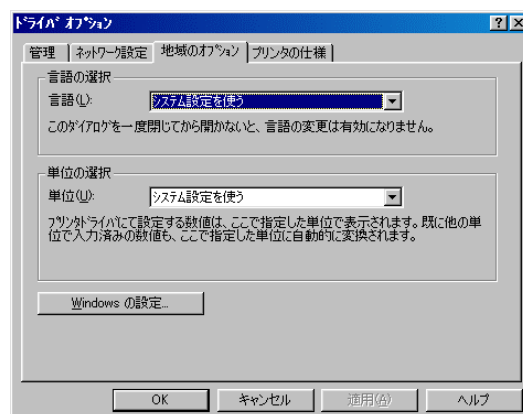 ドライバ オプション
管理 ネットワーク設定 地域のオプション プリンタの仕様
言語の選択
言語(L): システム設定を使う
このダイアログを一度閉じてから開かないと、言語の変更は有効になりません。
単位の選択
単位(U): システム設定を使う
プリンタドライバにて設定する数値は、ここで指定した単位で表示されます。既に他の単
位で入力済みの数値も、ここで指定した単位に自動的に変換されます。
Windows の設定...
OK キャンセル 適用(A) ヘルプ